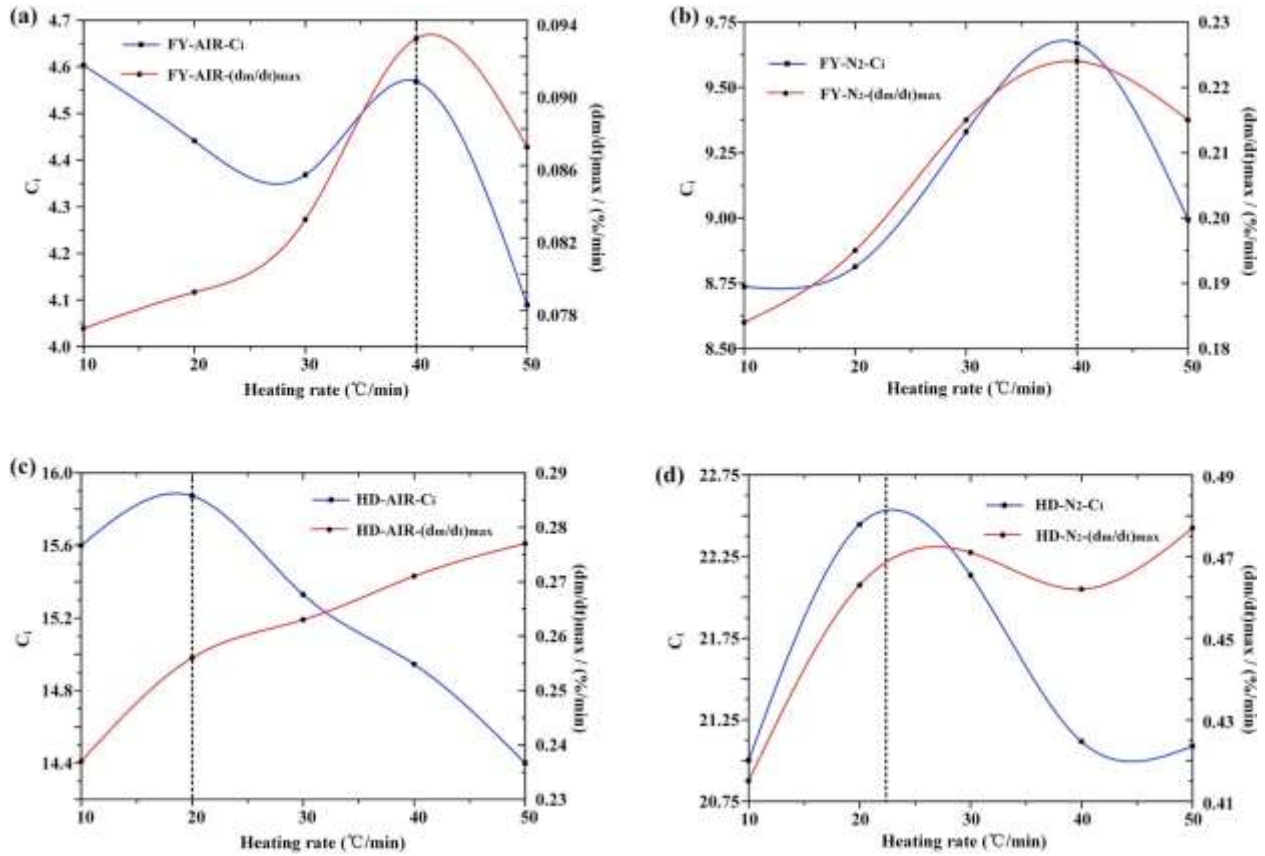 (a)
4.7
4.6
4.5
4.4
4.3
4.2
4.1
4.0
Ci
FY-AIR-Ci
FY-AIR-(dm/dt)max
0.094
0.090
0.086
0.082
0.078
(dm/dt)max / (%/min)
10 20 30 40 50
Heating rate (℃/min)
(b)
9.75
9.50
9.25
9.00
8.75
8.50
Ci
FY-N2-Ci
FY-N2-(dm/dt)max
0.23
0.22
0.21
0.20
0.19
0.18
(dm/dt)max / (%/min)
10 20 30 40 50
Heating rate (℃/min)
(c)
16.0
15.6
15.2
14.8
14.4
Ci
HD-AIR-Ci
HD-AIR-(dm/dt)max
0.29
0.28
0.27
0.26
0.25
0.24
0.23
(dm/dt)max / (%/min)
10 20 30 40 50
Heating rate (℃/min)
(d)
22.75
22.25
21.75
21.25
20.75
Ci
HD-N2-Ci
HD-N2-(dm/dt)max
0.49
0.47
0.45
0.43
0.41
(dm/dt)max / (%/min)
10 20 30 40 50
Heating rate (℃/min)